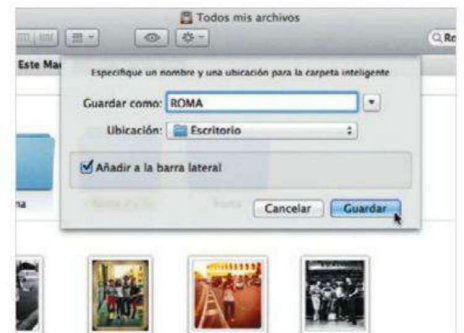 Todos mis archivos
Ro
Este Ma
Especifique un nombre y una ubicación para la carpeta inteligente
Guardar como: ROMA
Ubicación: Escritorio
Añadir a la barra lateral
Cancelar Guardar